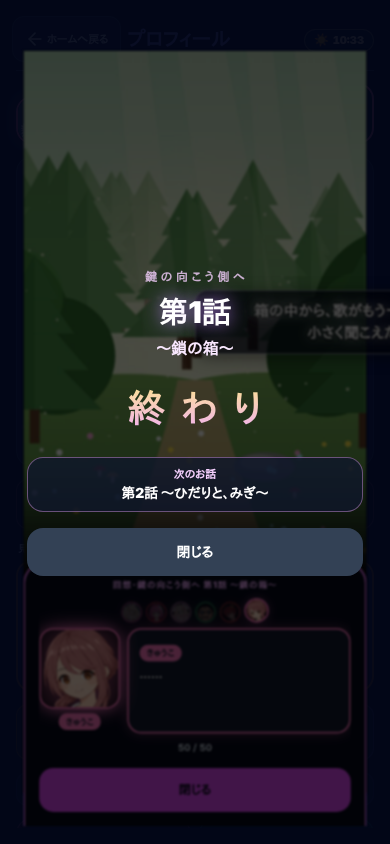 ホームへ戻る
プロフィール
10:33
鍵の向こう側へ
第1話
箱の中から、歌がもう
小さく聞こえた
〜鎖の箱〜
終わり
次のお話
第2話 〜ひだりと、みぎ〜
閉じる
回想・鍵の向こう側へ 第1話 〜鎖の箱〜
きゅうこ
……
きゅうこ
50 / 50
閉じる